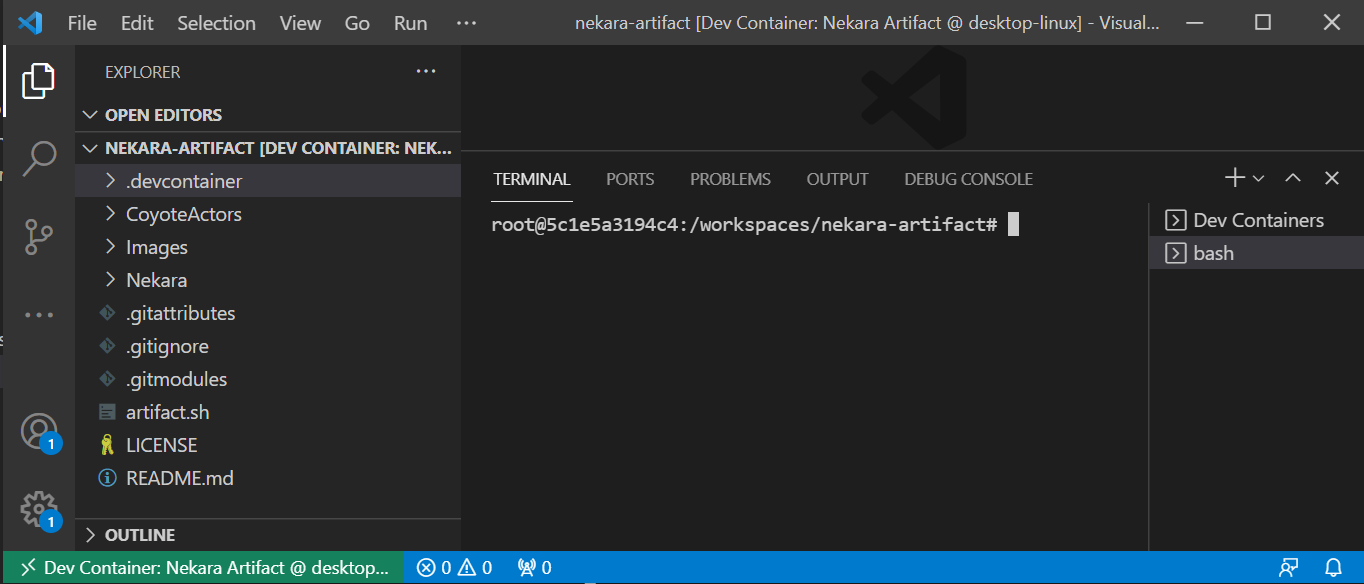 File Edit Selection View Go Run ··· nekara-artifact [Dev Container: Nekara Artifact @ desktop-linux] - Visual...
EXPLORER ···
OPEN EDITORS
NEKARA-ARTIFACT [DEV CONTAINER: NEK...
.devcontainer
CoyoteActors
Images
Nekara
.gitattributes
.gitignore
.gitmodules
artifact.sh
LICENSE
README.md
OUTLINE
1
1
TERMINAL PORTS PROBLEMS OUTPUT DEBUG CONSOLE
root@5c1e5a3194c4:/workspaces/nekara-artifact#
Dev Containers
bash
Dev Container: Nekara Artifact @ desktop... 0 0 0